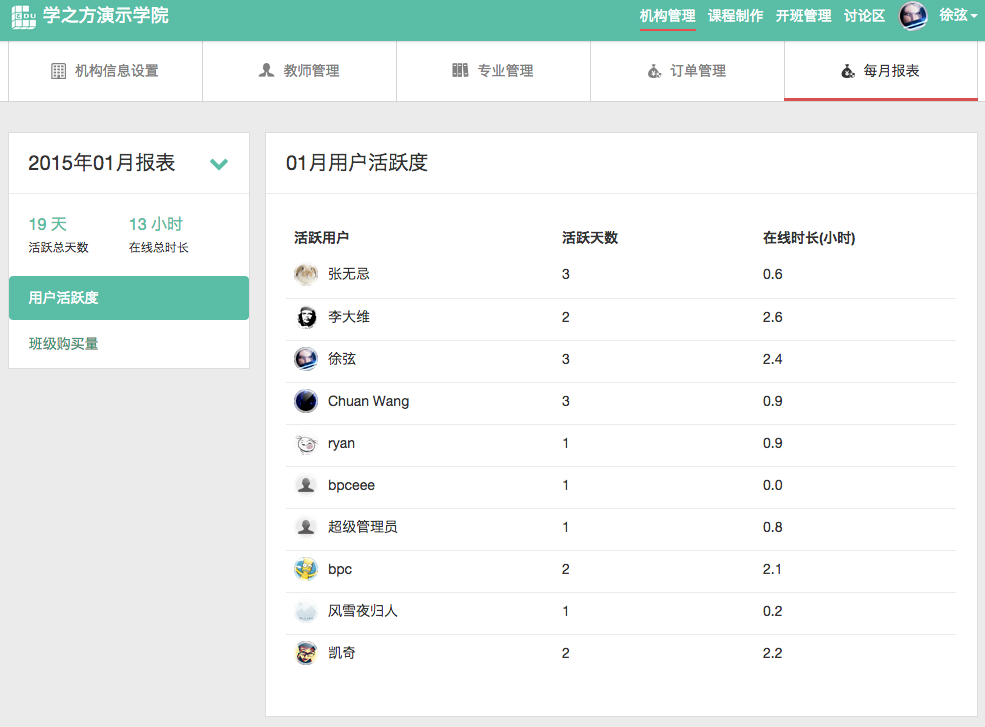 学之方演示学院 机构管理 课程制作 开班管理 讨论区 徐弦
机构信息设置 教师管理 专业管理 订单管理 每月报表
2015年01月报表
19 天 13 小时
活跃总天数 在线总时长
用户活跃度
班级购买量
01月用户活跃度
活跃用户 活跃天数 在线时长(小时)
张无忌 3 0.6
李大维 2 2.6
徐弦 3 2.4
Chuan Wang 3 0.9
ryan 1 0.9
bpceee 1 0.0
超级管理员 1 0.8
bpc 2 2.1
风雪夜归人 1 0.2
凯奇 2 2.2